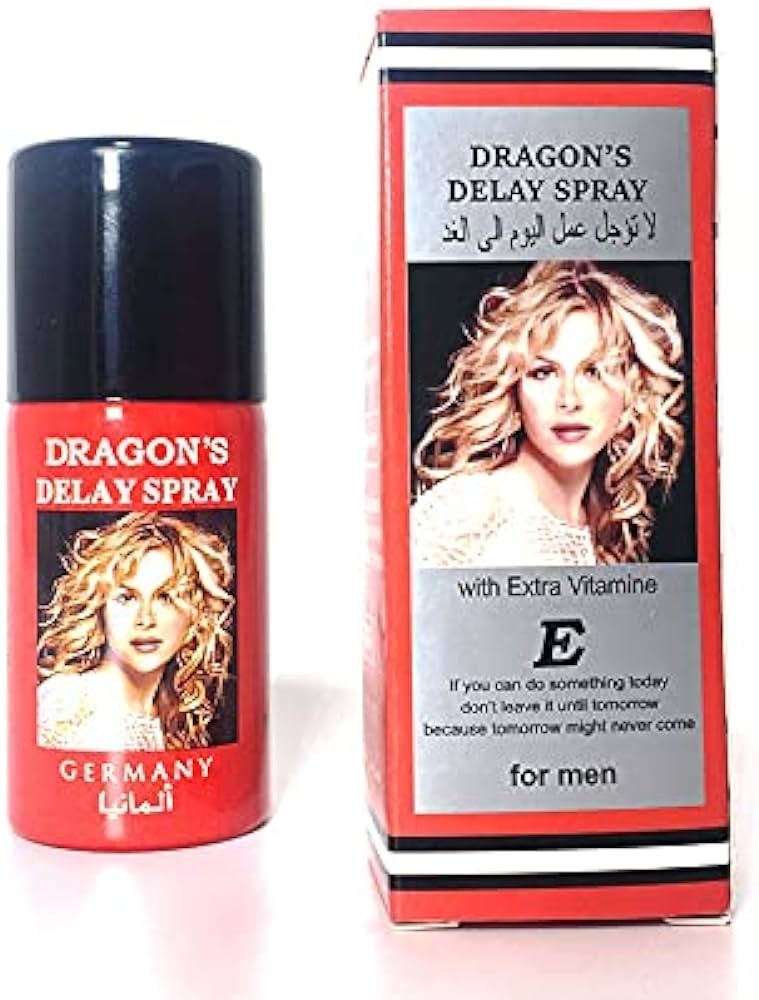 DRAGON'S
DELAY SPRAY
GERMANY
ألمانيا
DRAGON'S
DELAY SPRAY
لا تؤجل عمل اليوم الى الغد
with Extra Vitamine
E
If you can do something today
don't leave it until tomorrow
because tomorrow might never come
for men